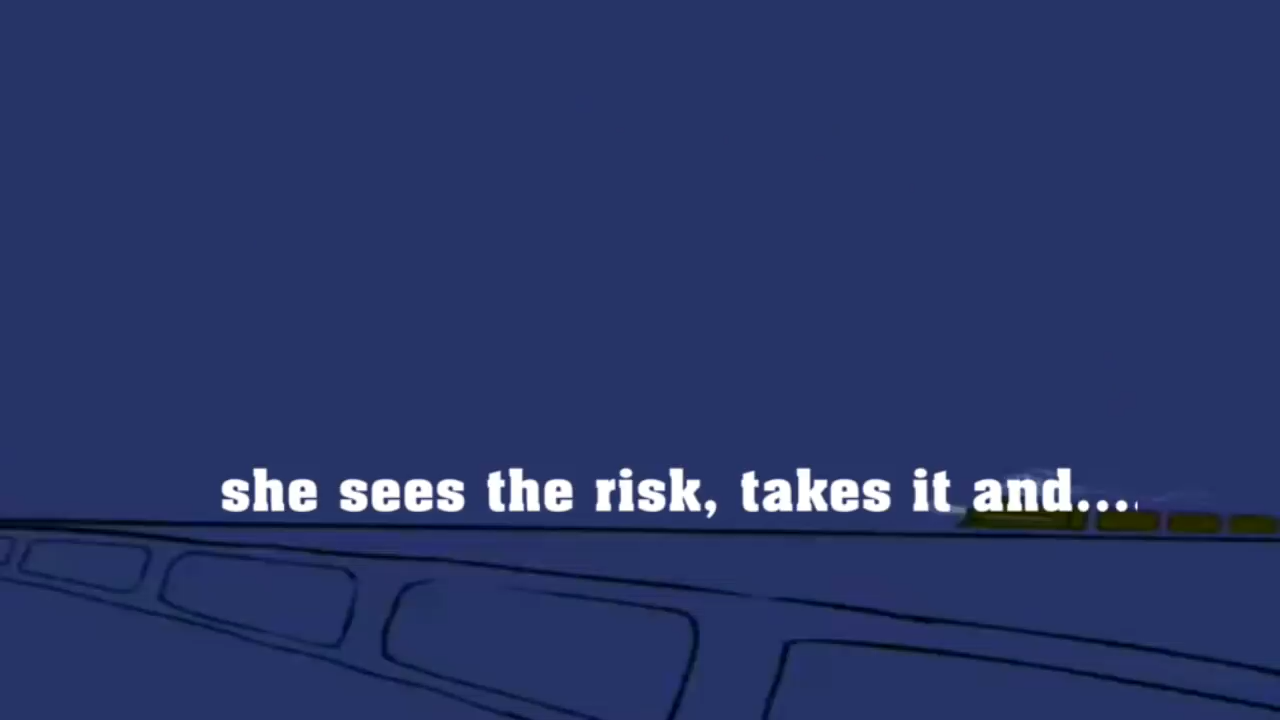 she sees the risk, takes it and....